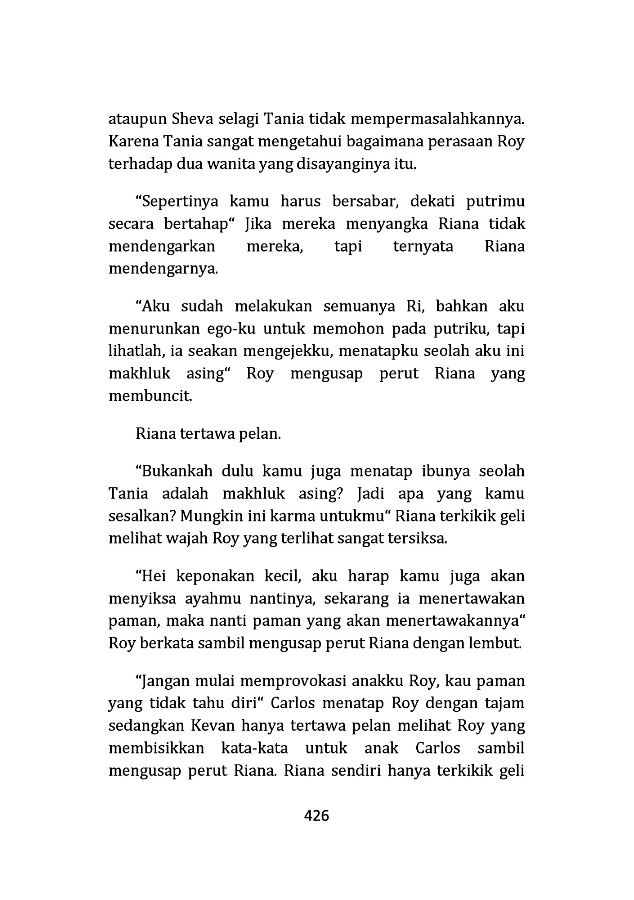 ataupun Sheva selagi Tania tidak mempermasalahkannya.
Karena Tania sangat mengetahui bagaimana perasaan Roy
terhadap dua wanita yang disayanginya itu.
“Sepertinya kamu harus bersabar, dekati putrimu
secara bertahap“ Jika mereka menyangka Riana tidak
mendengarkan mereka, tapi ternyata Riana
mendengarnya.
“Aku sudah melakukan semuanya Ri, bahkan aku
menurunkan ego-ku untuk memohon pada putriku, tapi
lihatlah, ia seakan mengejekku, menatapku seolah aku ini
makhluk asing“ Roy mengusap perut Riana yang
membuncit.
Riana tertawa pelan.
“Bukankah dulu kamu juga menatap ibunya seolah
Tania adalah makhluk asing? Jadi apa yang kamu
sesalkan? Mungkin ini karma untukmu“ Riana terkikik geli
melihat wajah Roy yang terlihat sangat tersiksa.
“Hei keponakan kecil, aku harap kamu juga akan
menyiksa ayahmu nantinya, sekarang ia menertawakan
paman, maka nanti paman yang akan menertawakannya“
Roy berkata sambil mengusap perut Riana dengan lembut.
“Jangan mulai memprovokasi anakku Roy, kau paman
yang tidak tahu diri“ Carlos menatap Roy dengan tajam
sedangkan Kevan hanya tertawa pelan melihat Roy yang
membisikkan kata-kata untuk anak Carlos sambil
mengusap perut Riana. Riana sendiri hanya terkikik geli
426